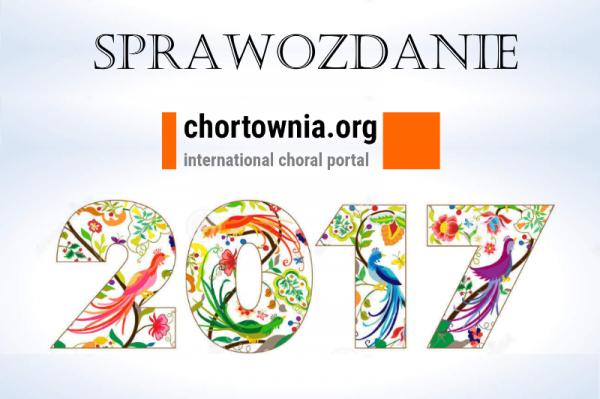 SPRAWOZDANIE
chortownia.org
international choral portal
2017